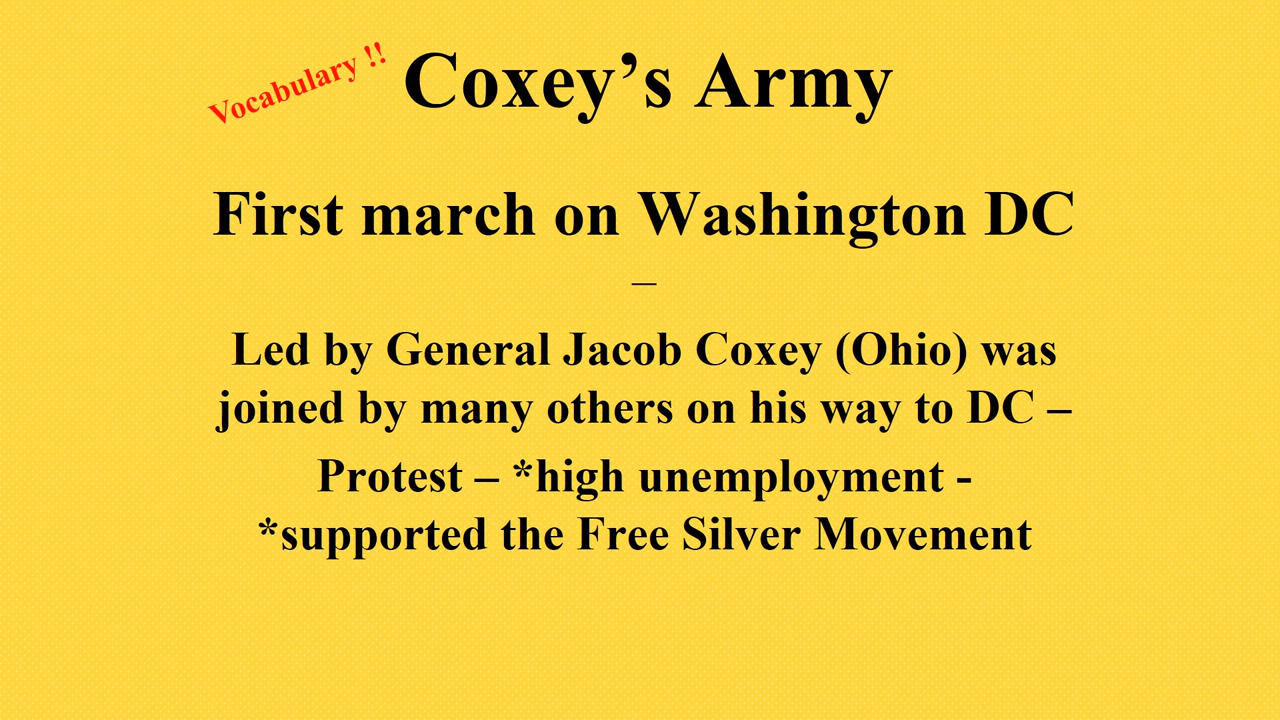 Vocabulary !!
Coxey’s Army
First march on Washington DC
–
Led by General Jacob Coxey (Ohio) was
joined by many others on his way to DC –
Protest – *high unemployment -
*supported the Free Silver Movement